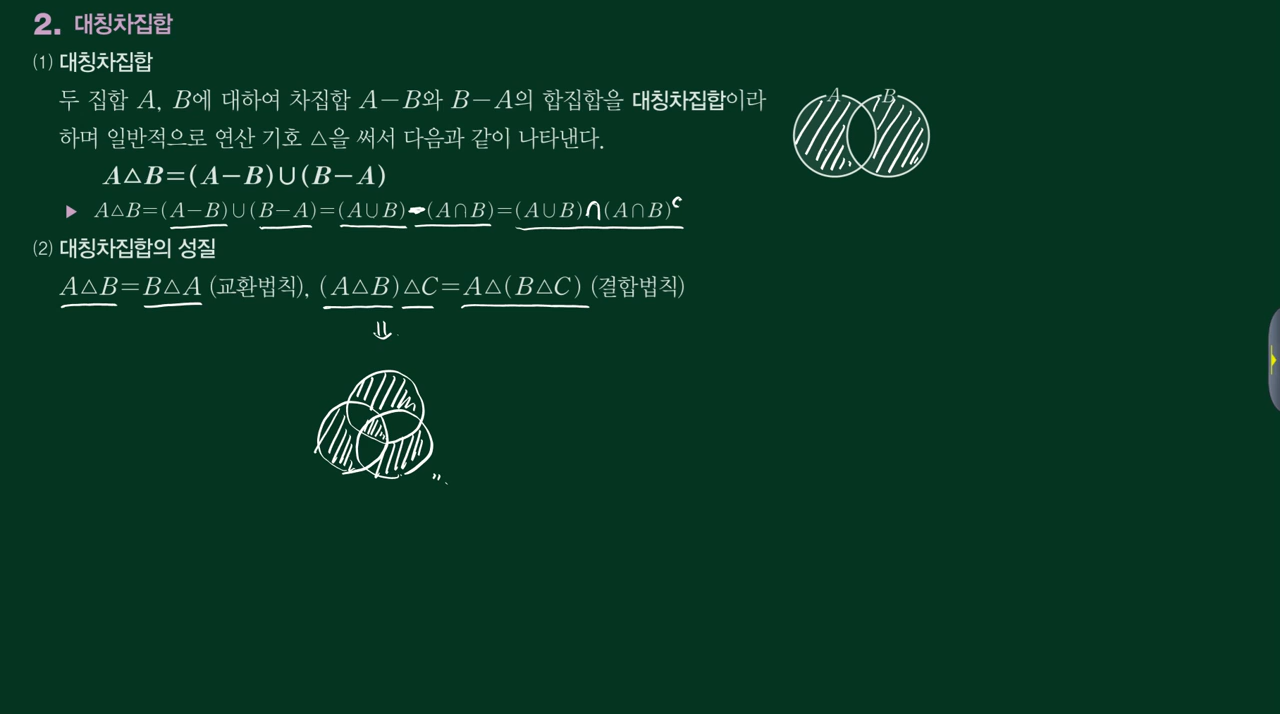 2. 대칭차집합
(1) 대칭차집합
두 집합 A, B에 대하여 차집합 A-B와 B-A의 합집합을 대칭차집합이라
하며 일반적으로 연산 기호 △을 써서 다음과 같이 나타낸다.
A△B=(A-B)∪(B-A)
▶ A△B=(A-B)∪(B-A)=(A∪B)-(A∩B)=(A∪B)∩(A∩B)ᶜ
(2) 대칭차집합의 성질
A△B=B△A (교환법칙), (A△B)△C=A△(B△C) (결합법칙)
A B